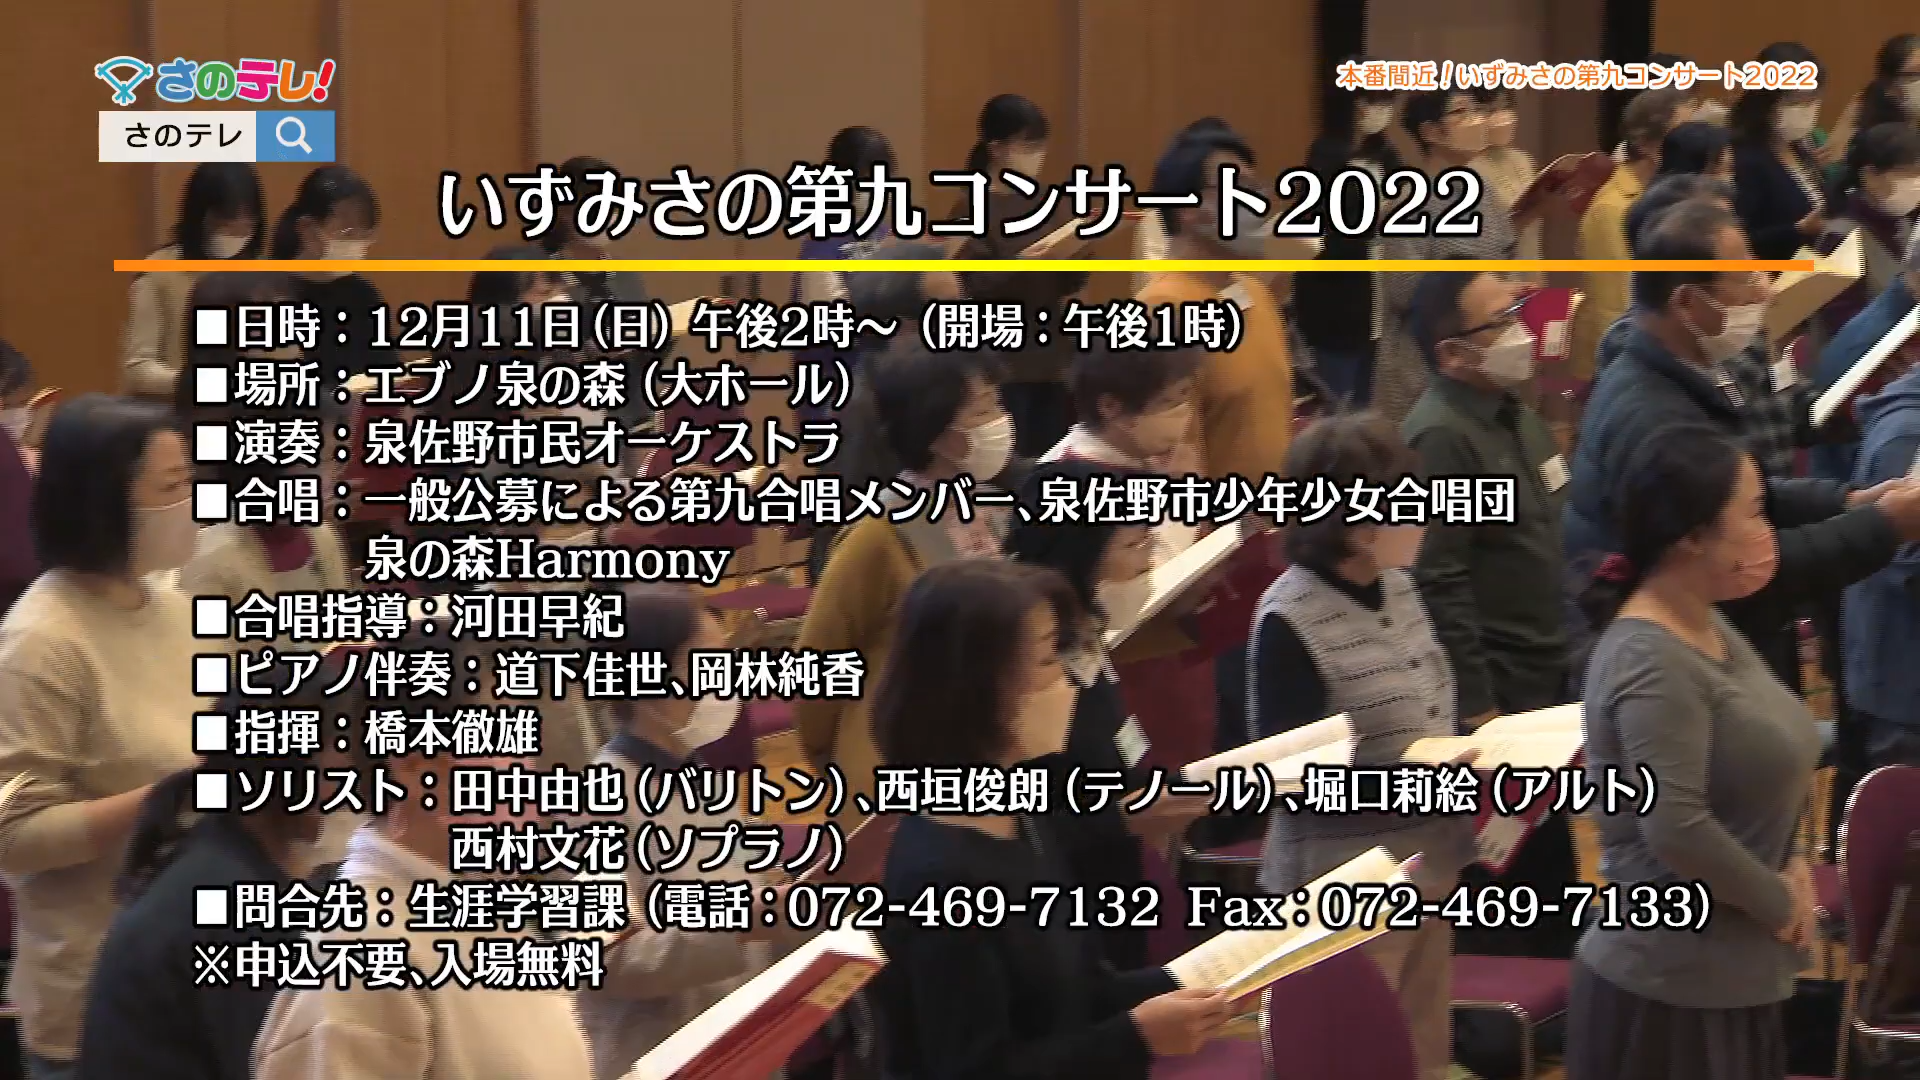 さのテレ!
さのテレ
本番間近！いずみさの第九コンサート2022
いずみさの第九コンサート2022
■日時：12月11日（日）午後2時～（開場：午後1時）
■場所：エブノ泉の森（大ホール）
■演奏：泉佐野市民オーケストラ
■合唱：一般公募による第九合唱メンバー、泉佐野市少年少女合唱団
泉の森Harmony
■合唱指導：河田早紀
■ピアノ伴奏：道下佳世、岡林純香
■指揮：橋本徹雄
■ソリスト：田中由也（バリトン）、西垣俊朗（テノール）、堀口莉絵（アルト）
西村文花（ソプラノ）
■問合先：生涯学習課（電話：072-469-7132 Fax：072-469-7133）
※申込不要、入場無料